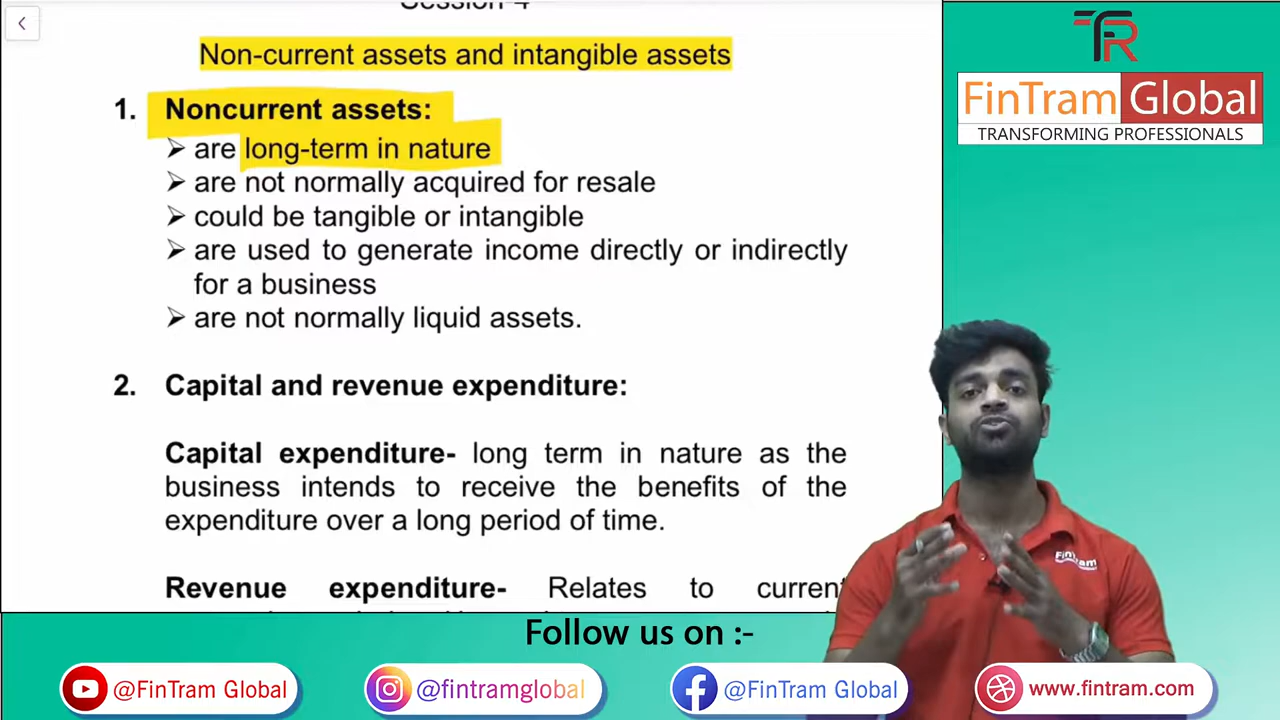 Session-4
Non-current assets and intangible assets
1. Noncurrent assets:
➢ are long-term in nature
➢ are not normally acquired for resale
➢ could be tangible or intangible
➢ are used to generate income directly or indirectly
for a business
➢ are not normally liquid assets.
2. Capital and revenue expenditure:
Capital expenditure- long term in nature as the
business intends to receive the benefits of the
expenditure over a long period of time.
Revenue expenditure- Relates to current
FinTram Global
TRANSFORMING PROFESSIONALS
FinTram
Follow us on :-
@FinTram Global
@fintramglobal
@FinTram Global
www.fintram.com